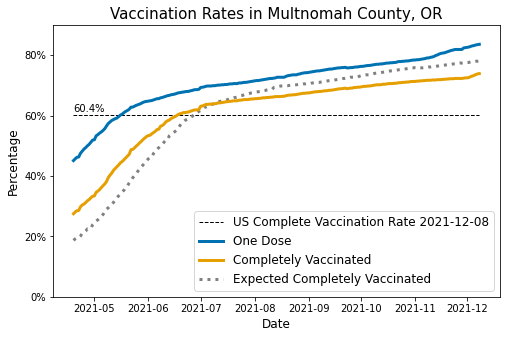 Vaccination Rates in Multnomah County, OR
Percentage
80%
60%
40%
20%
0%
60.4%
US Complete Vaccination Rate 2021-12-08
One Dose
Completely Vaccinated
Expected Completely Vaccinated
2021-05 2021-06 2021-07 2021-08 2021-09 2021-10 2021-11 2021-12
Date